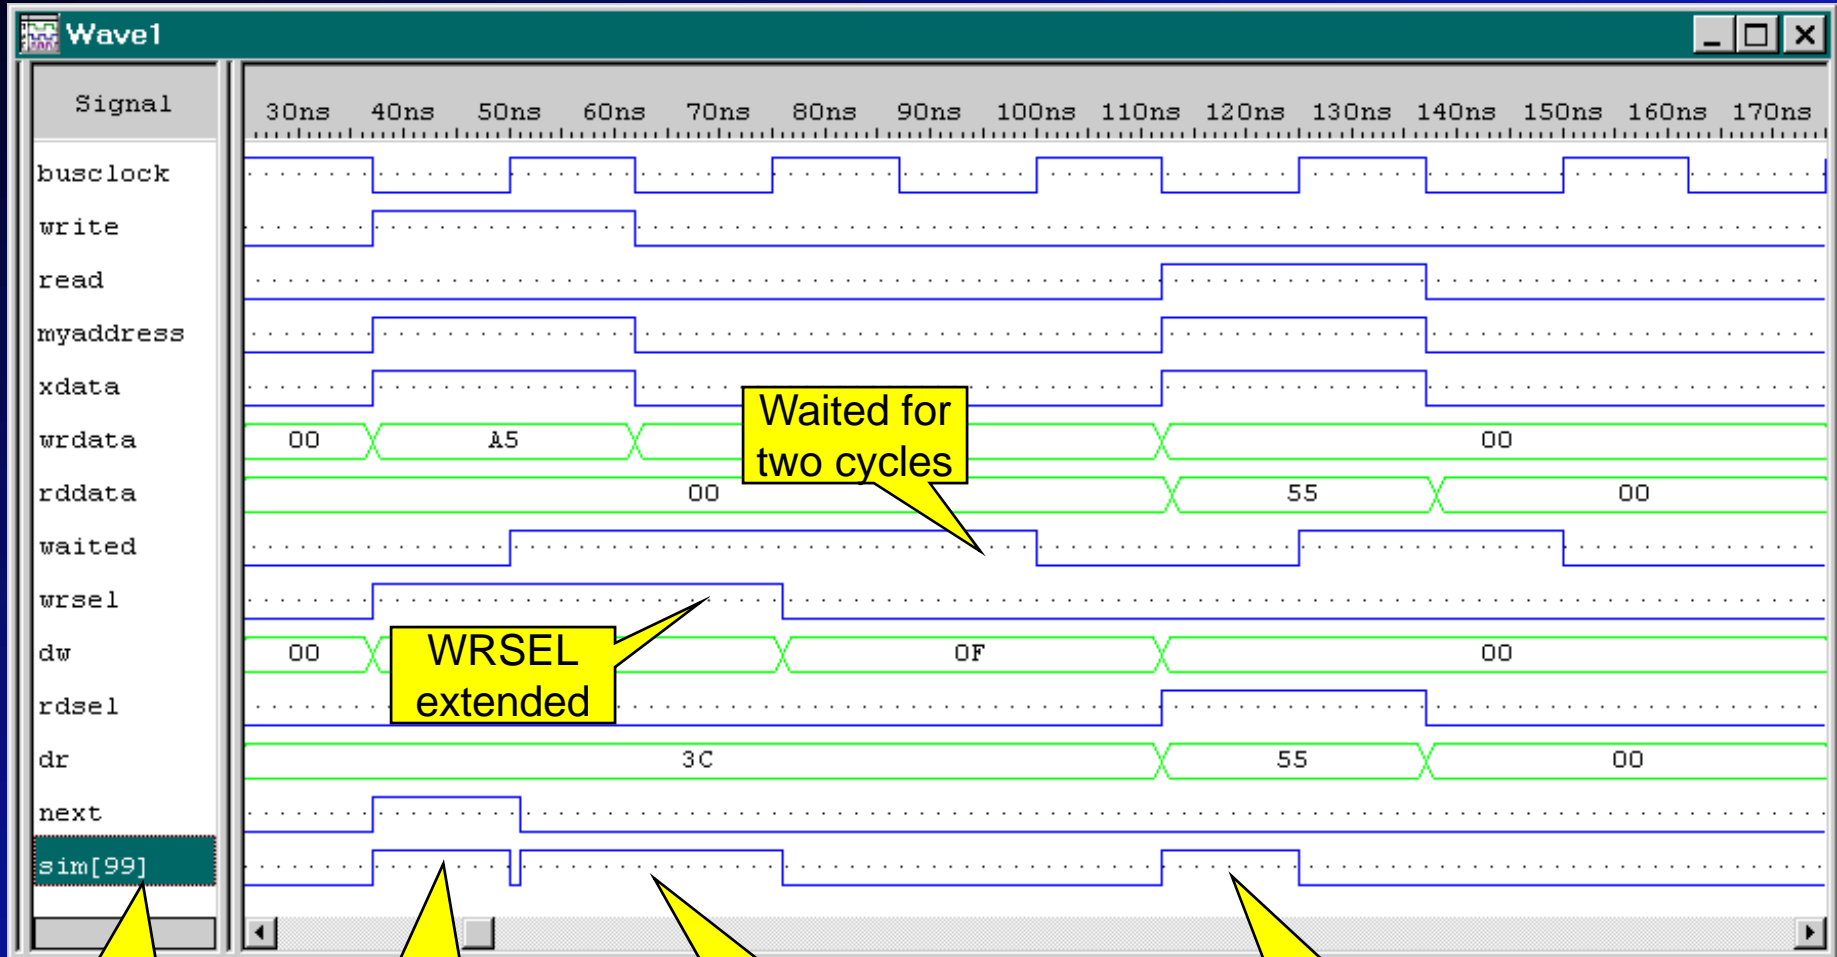 Wave1
Signal 30ns 40ns 50ns 60ns 70ns 80ns 90ns 100ns 110ns 120ns 130ns 140ns 150ns 160ns 170ns
busclock
write
read
myaddress
xdata
Waited for
two cycles
wrdata 00 A5 00
rddata 00 55 00
waited
wrsel
WRSEL
extended
dw 00 0F 00
rdsel
dr 3C 55 00
next
sim[99]